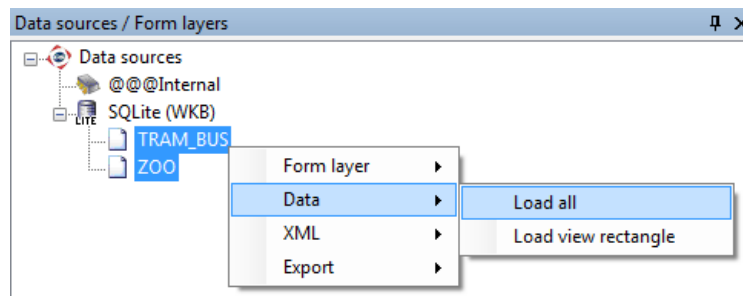 Data sources / Form layers
Data sources
@@@Internal
LITE SQLite (WKB)
TRAM_BUS
ZOO
Form layer
Data
XML
Export
Load all
Load view rectangle